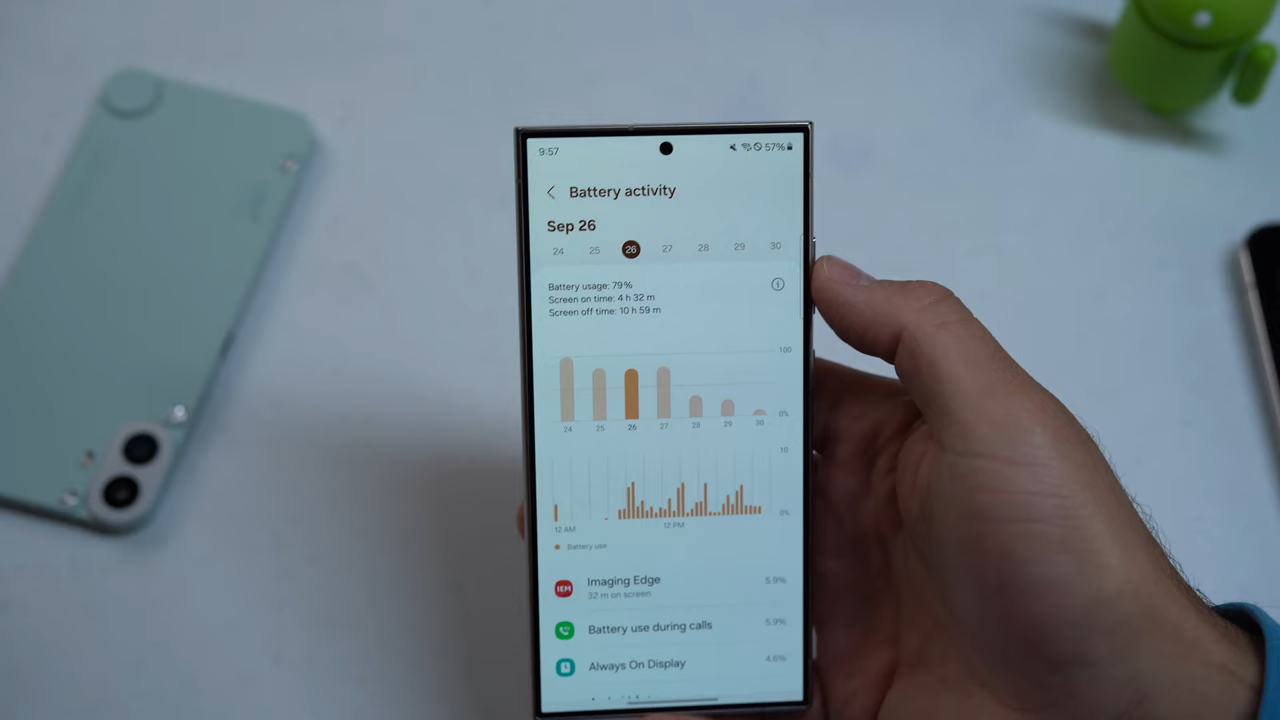 9:57 57%
Battery activity
Sep 26
24 25 26 27 28 29 30
Battery usage: 79%
Screen on time: 4 h 32 m
Screen off time: 10 h 59 m
100
0%
24 25 26 27 28 29 30
10
0%
12 AM 12 PM
Battery use
IEM Imaging Edge 5.9%
32 m on screen
Battery use during calls 5.9%
Always On Display 4.6%